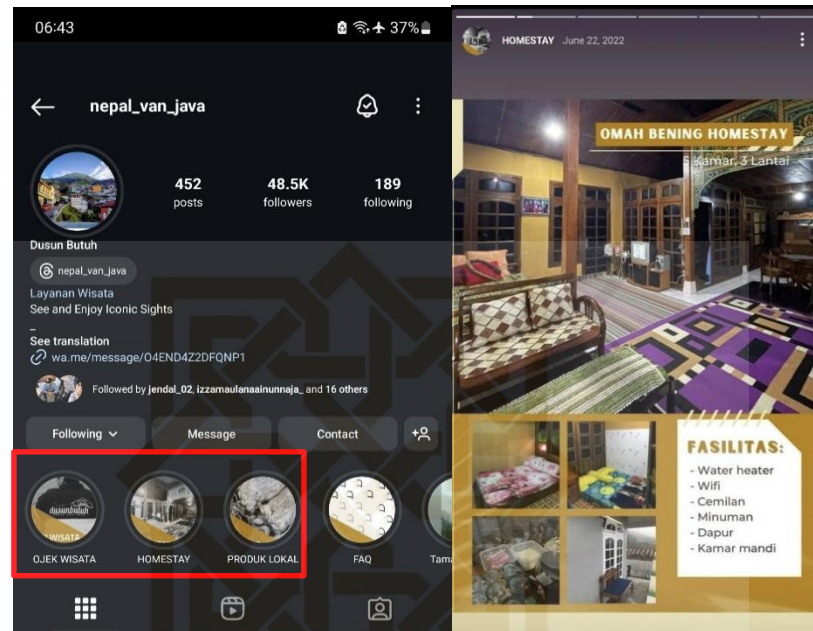 06:43
37%
nepal_van_java
452 48.5K 189
posts followers following
Dusun Butuh
nepal_van_java
Layanan Wisata
See and Enjoy Iconic Sights
_
See translation
wa.me/message/O4END4Z2DFQNP1
Followed by jendal_02, izzamaulanaainunnaja_ and 16 others
Following Message Contact
dusunbutuh
WISATA
OJEK WISATA HOMESTAY PRODUK LOKAL FAQ Tama
HOMESTAY June 22, 2022
OMAH BENING HOMESTAY
5 Kamar, 3 Lantai
FASILITAS:
- Water heater
- Wifi
- Cemilan
- Minuman
- Dapur
- Kamar mandi